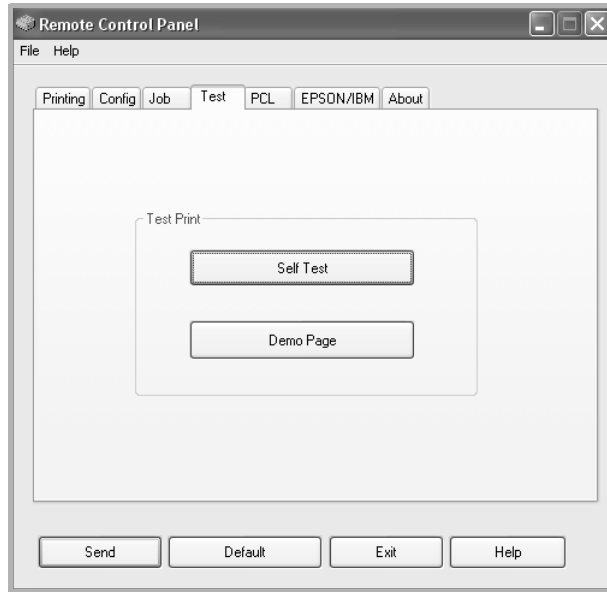 Remote Control Panel
File Help
Printing Config Job Test PCL EPSON/IBM About
Test Print
Self Test
Demo Page
Send Default Exit Help